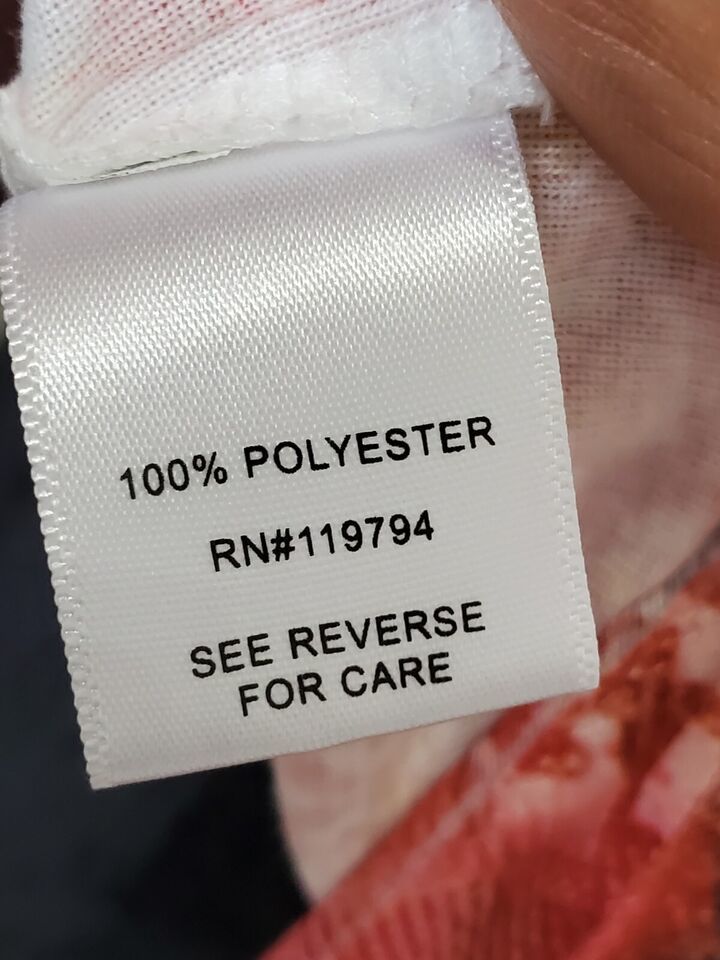 100% POLYESTER
RN#119794
SEE REVERSE
FOR CARE